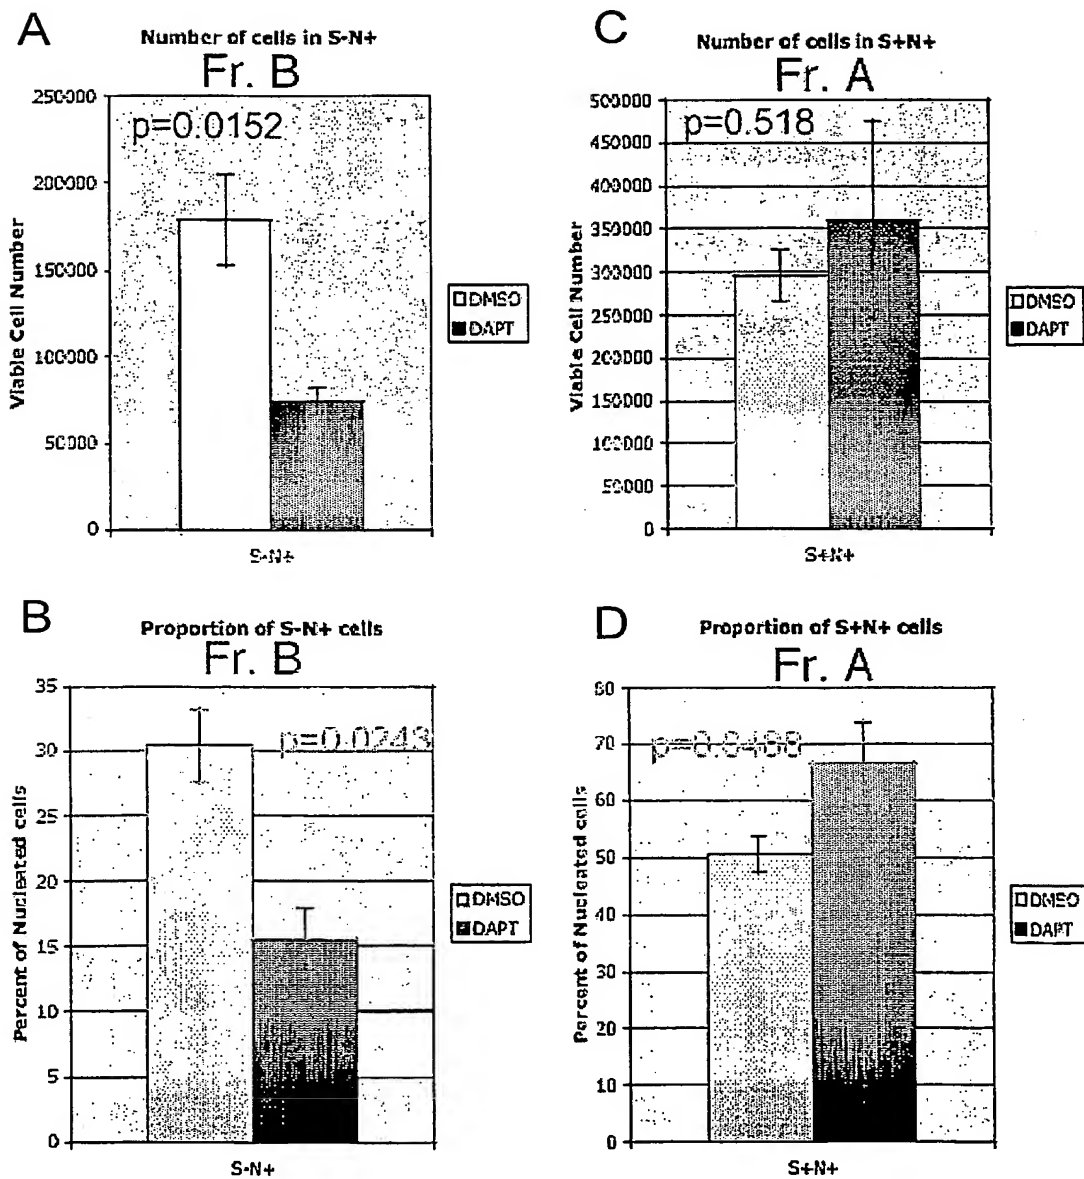 A
Number of cells in S-N+
Fr. B
p=0.0152
250000
200000
150000
100000
50000
0
Viable Cell Number
S-N+
DMSO
DAPT
C
Number of cells in S+N+
Fr. A
p=0.518
500000
450000
400000
350000
300000
250000
200000
150000
100000
50000
0
Viable Cell Number
S+N+
DMSO
DAPT
B
Proportion of S-N+ cells
Fr. B
p=0.0243
35
30
25
20
15
10
5
0
Percent of Nucleated cells
S-N+
DMSO
DAPT
D
Proportion of S+N+ cells
Fr. A
80
70
60
50
40
30
20
10
0
Percent of Nucleated cells
S+N+
DMSO
DAPT